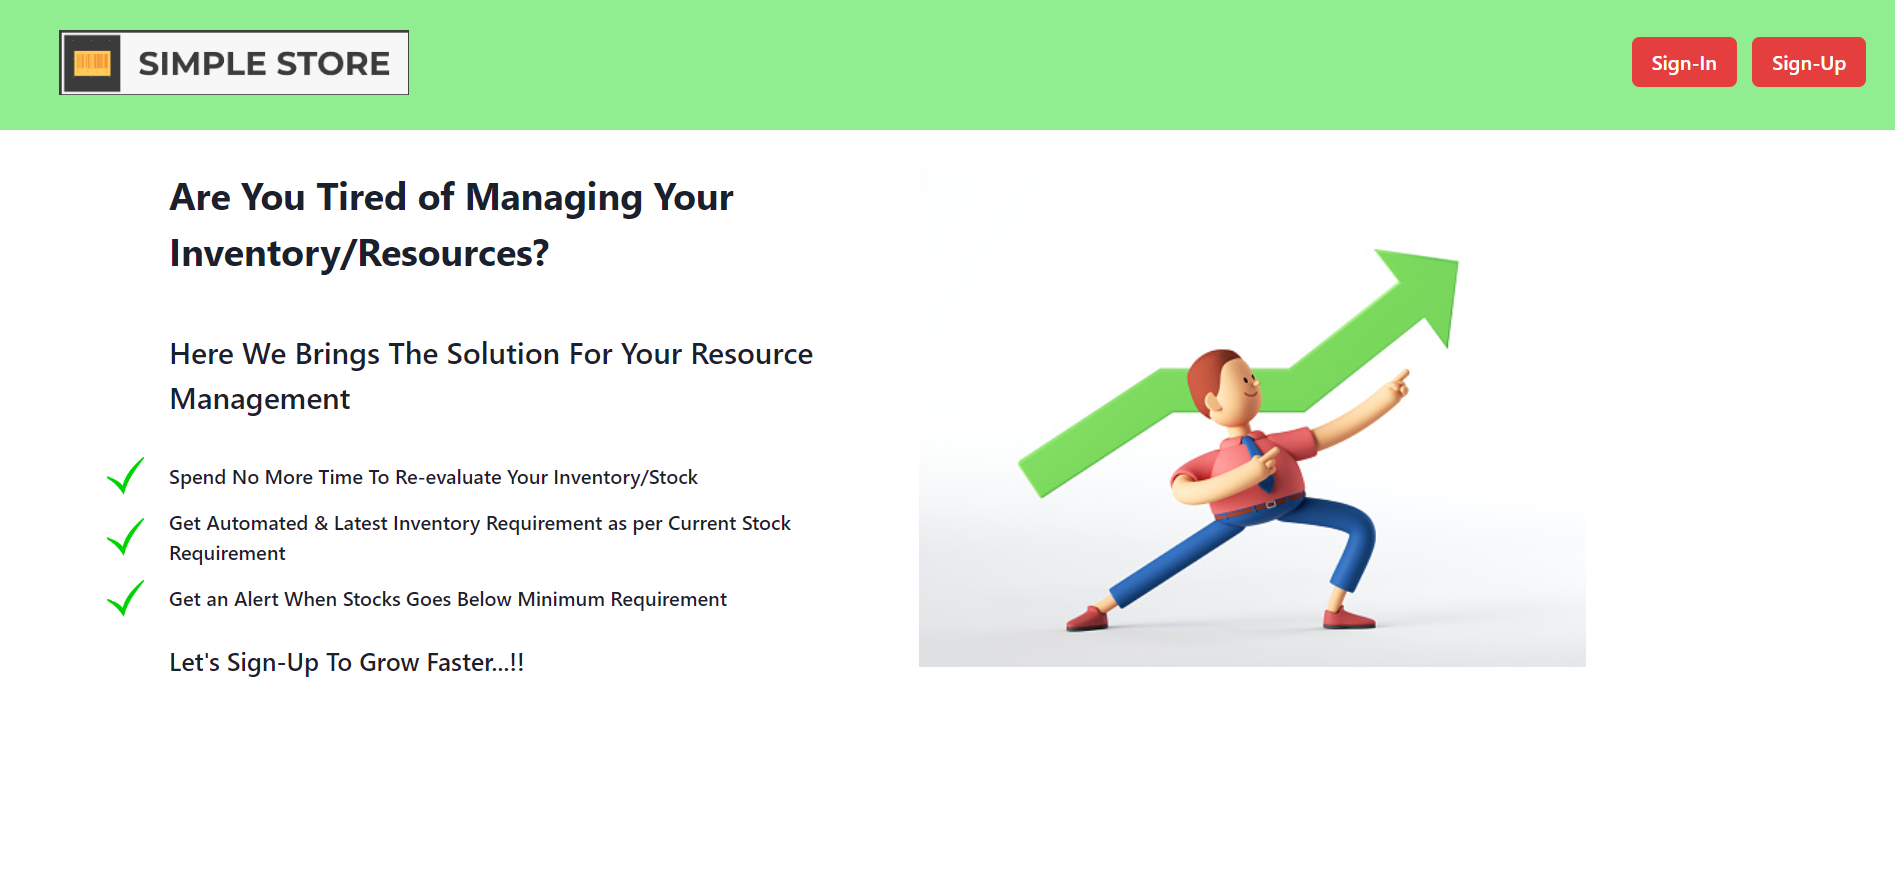 SIMPLE STORE
Sign-In
Sign-Up
Are You Tired of Managing Your
Inventory/Resources?
Here We Brings The Solution For Your Resource
Management
Spend No More Time To Re-evaluate Your Inventory/Stock
Get Automated & Latest Inventory Requirement as per Current Stock
Requirement
Get an Alert When Stocks Goes Below Minimum Requirement
Let's Sign-Up To Grow Faster...!!